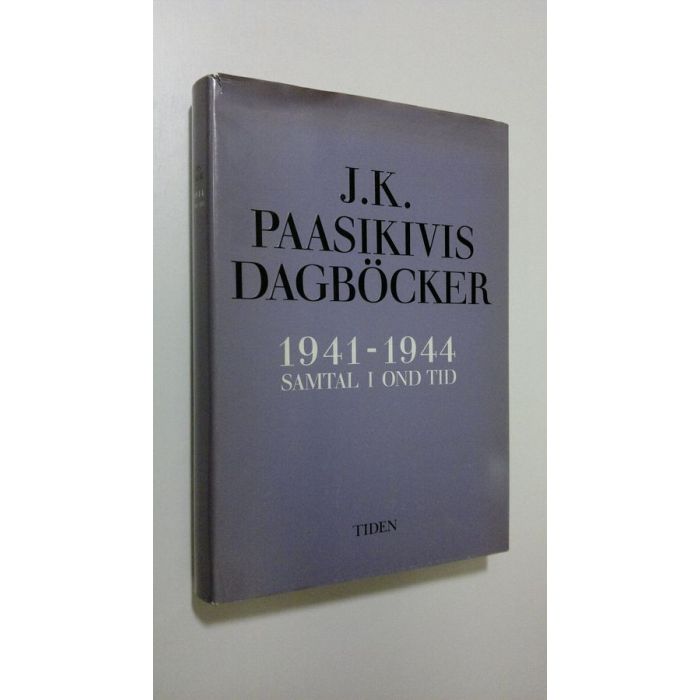 J.K.
PAASIKIVIS
DAGBÖCKER
1941-1944
SAMTAL I OND TID
TIDEN